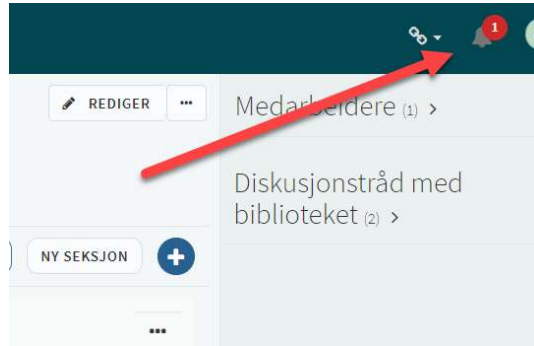 1
REDIGER
Medarbeidere (1) >
Diskusjonstråd med
biblioteket (2) >
NY SEKSJON